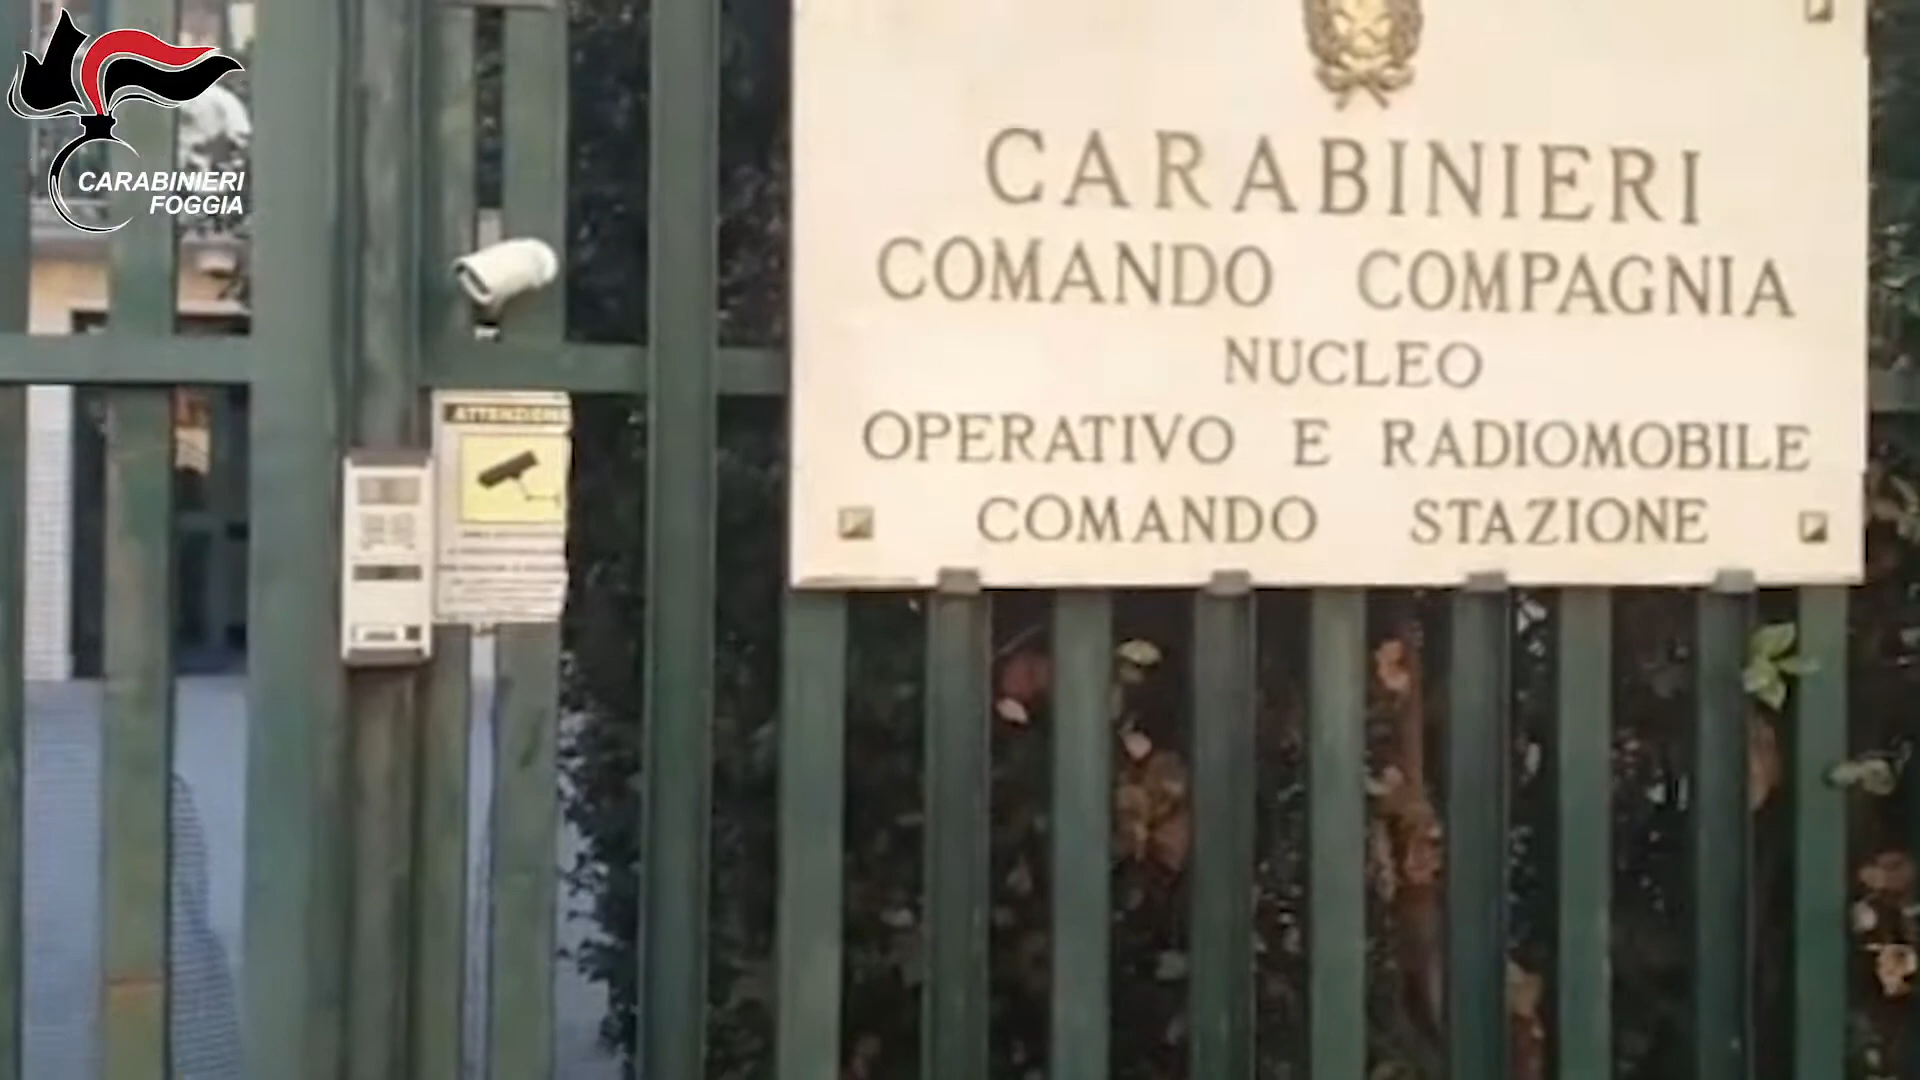 CARABINIERI
FOGGIA
CARABINIERI
COMANDO COMPAGNIA
NUCLEO
OPERATIVO E RADIOMOBILE
COMANDO STAZIONE
ATTENZIONE